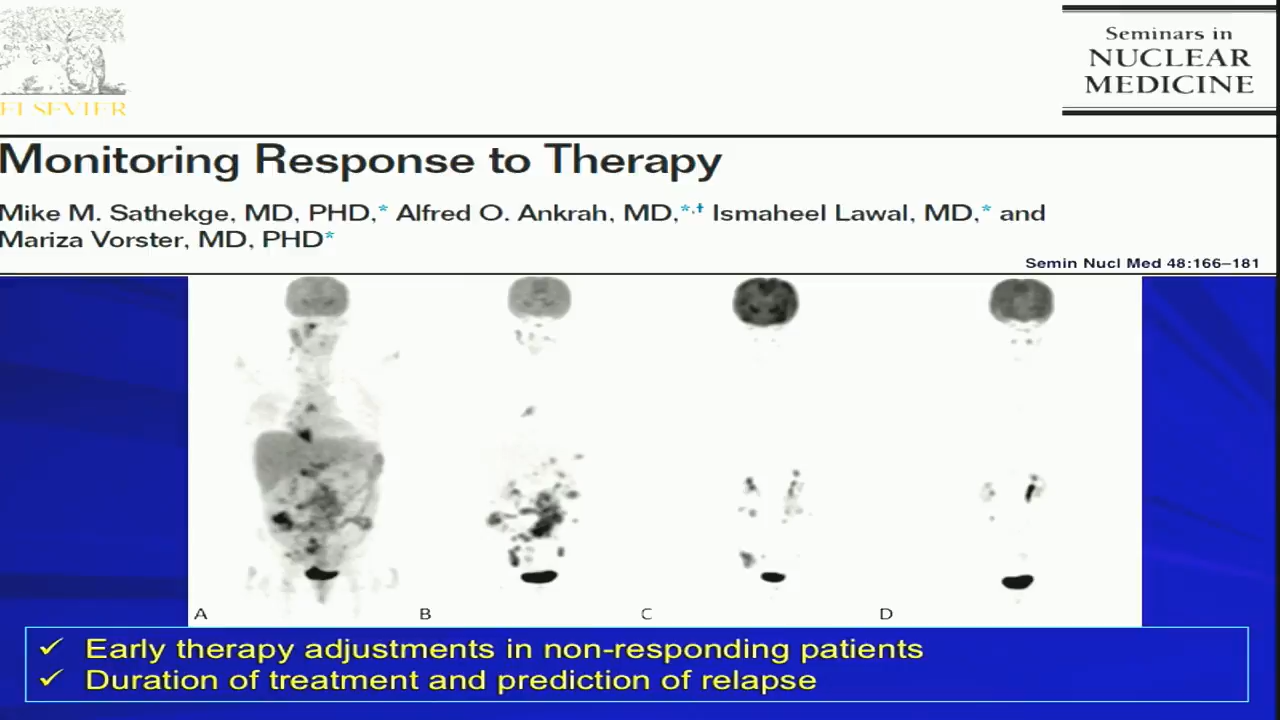 ELSEVIER
Seminars in
NUCLEAR
MEDICINE
Monitoring Response to Therapy
Mike M. Sathekge, MD, PHD,* Alfred O. Ankrah, MD,*,† Ismaheel Lawal, MD,* and
Mariza Vorster, MD, PHD*
Semin Nucl Med 48:166–181
A B C D
✓ Early therapy adjustments in non-responding patients
✓ Duration of treatment and prediction of relapse